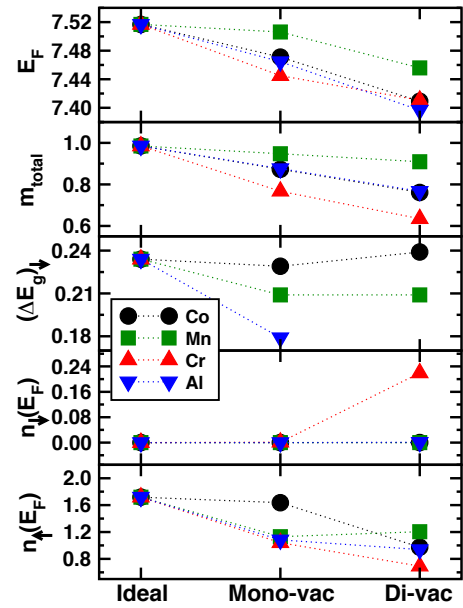 7.52
7.48
7.44
7.40
E_F
1.0
0.8
0.6
m_total
0.24
0.21
0.18
(ΔE_g)_↓
Co
Mn
Cr
Al
0.24
0.16
0.08
0.00
n_↓(E_F)
1.6
1.2
0.8
n_↑(E_F)
Ideal Mono-vac Di-vac